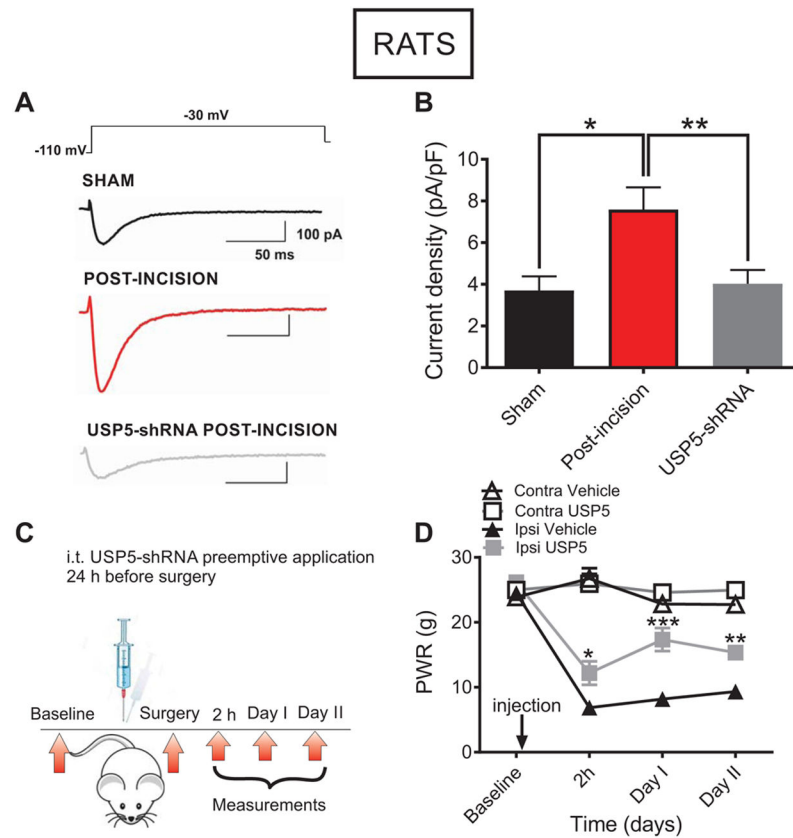 RATS
A
-30 mV
-110 mV
SHAM
100 pA
50 ms
POST-INCISION
USP5-shRNA POST-INCISION
B
* **
Current density (pA/pF)
10
8
6
4
2
0
Sham
Post-incision
USP5-shRNA
C
i.t. USP5-shRNA preemptive application
24 h before surgery
Baseline Surgery 2 h Day I Day II
Measurements
D
Contra Vehicle
Contra USP5
Ipsi Vehicle
Ipsi USP5
PWR (g)
30
20
10
0
* *** **
injection
Baseline
2h
Day I
Day II
Time (days)